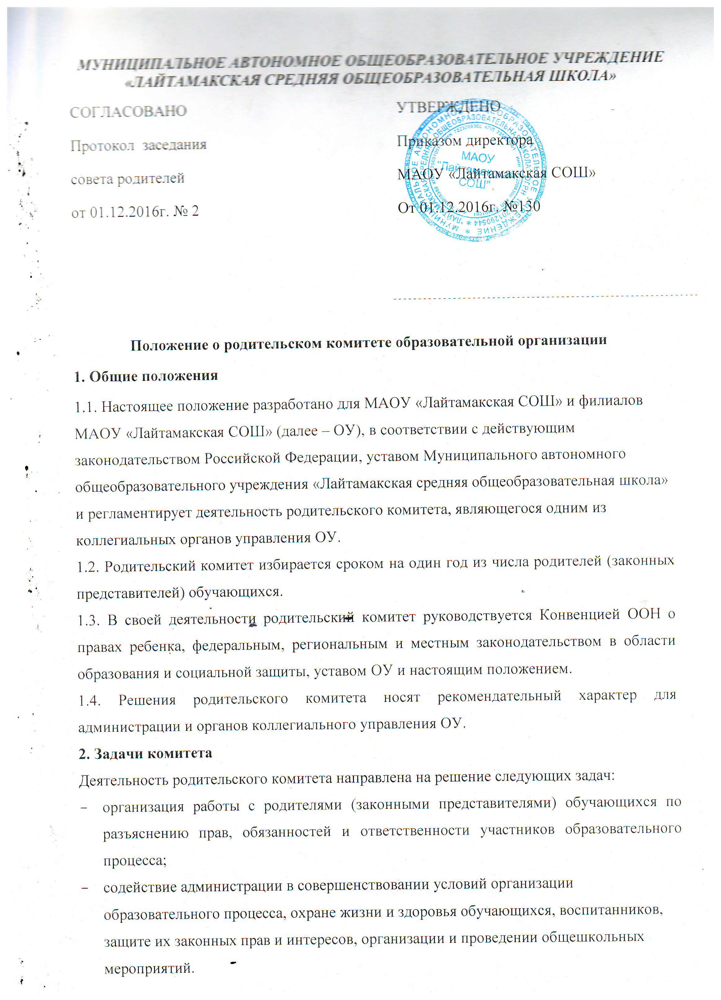 МУНИЦИПАЛЬНОЕ АВТОНОМНОЕ ОБЩЕОБРАЗОВАТЕЛЬНОЕ УЧРЕЖДЕНИЕ
«ЛАЙТАМАКСКАЯ СРЕДНЯЯ ОБЩЕОБРАЗОВАТЕЛЬНАЯ ШКОЛА»
СОГЛАСОВАНО
Протокол заседания
совета родителей
от 01.12.2016г. № 2
УТВЕРЖДЕНО
Приказом директора
МАОУ «Лайтамакская СОШ»
От 01.12.2016г. №130
МАОУ
СОШ"
Положение о родительском комитете образовательной организации
1. Общие положения
1.1. Настоящее положение разработано для МАОУ «Лайтамакская СОШ» и филиалов
МАОУ «Лайтамакская СОШ» (далее – ОУ), в соответствии с действующим
законодательством Российской Федерации, уставом Муниципального автономного
общеобразовательного учреждения «Лайтамакская средняя общеобразовательная школа»
и регламентирует деятельность родительского комитета, являющегося одним из
коллегиальных органов управления ОУ.
1.2. Родительский комитет избирается сроком на один год из числа родителей (законных
представителей) обучающихся.
1.3. В своей деятельности родительский комитет руководствуется Конвенцией ООН о
правах ребенка, федеральным, региональным и местным законодательством в области
образования и социальной защиты, уставом ОУ и настоящим положением.
1.4. Решения родительского комитета носят рекомендательный характер для
администрации и органов коллегиального управления ОУ.
2. Задачи комитета
Деятельность родительского комитета направлена на решение следующих задач:
– организация работы с родителями (законными представителями) обучающихся по
разъяснению прав, обязанностей и ответственности участников образовательного
процесса;
– содействие администрации в совершенствовании условий организации
образовательного процесса, охране жизни и здоровья обучающихся, воспитанников,
защите их законных прав и интересов, организации и проведении общешкольных
мероприятий.